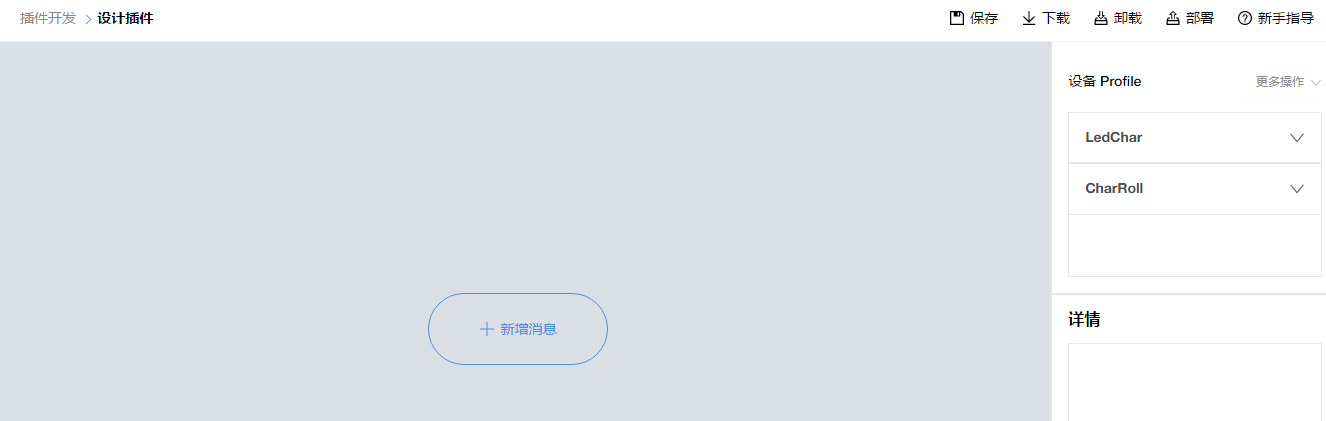 插件开发 > 设计插件
保存 下载 卸载 部署 新手指导
设备 Profile 更多操作
LedChar
CharRoll
新增消息
详情